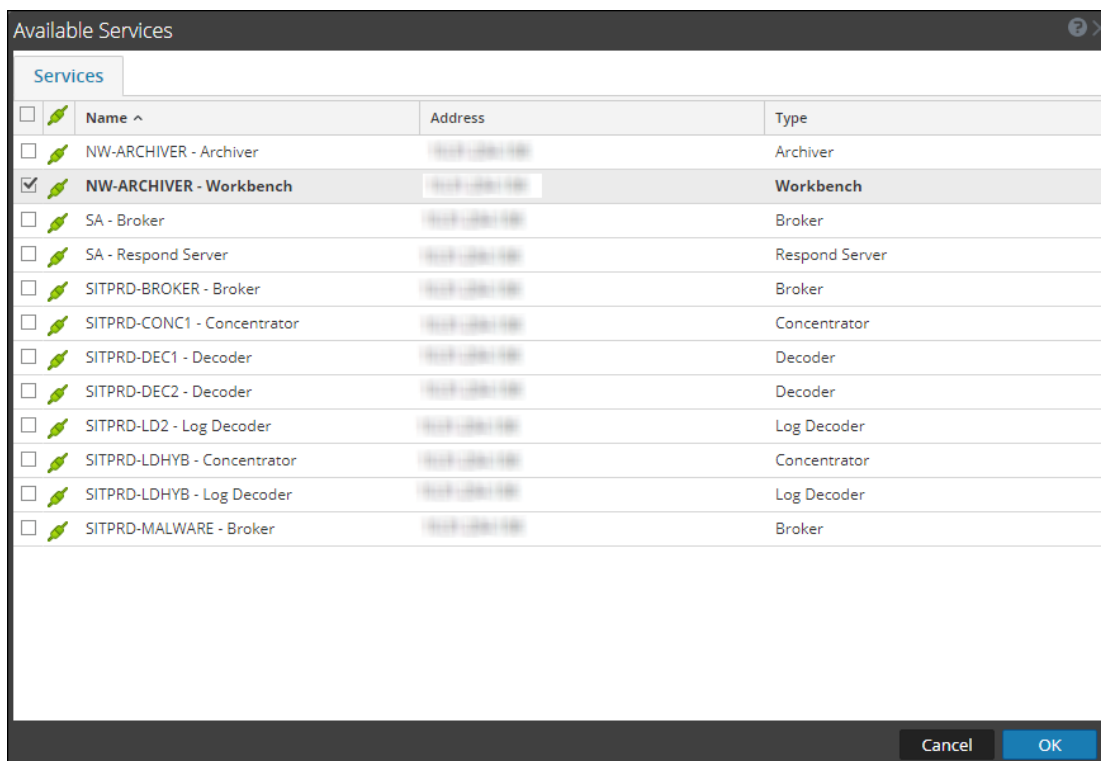 Available Services
Services
Name Address Type
NW-ARCHIVER - Archiver Archiver
NW-ARCHIVER - Workbench Workbench
SA - Broker Broker
SA - Respond Server Respond Server
SITPRD-BROKER - Broker Broker
SITPRD-CONC1 - Concentrator Concentrator
SITPRD-DEC1 - Decoder Decoder
SITPRD-DEC2 - Decoder Decoder
SITPRD-LD2 - Log Decoder Log Decoder
SITPRD-LDHYB - Concentrator Concentrator
SITPRD-LDHYB - Log Decoder Log Decoder
SITPRD-MALWARE - Broker Broker
Cancel OK